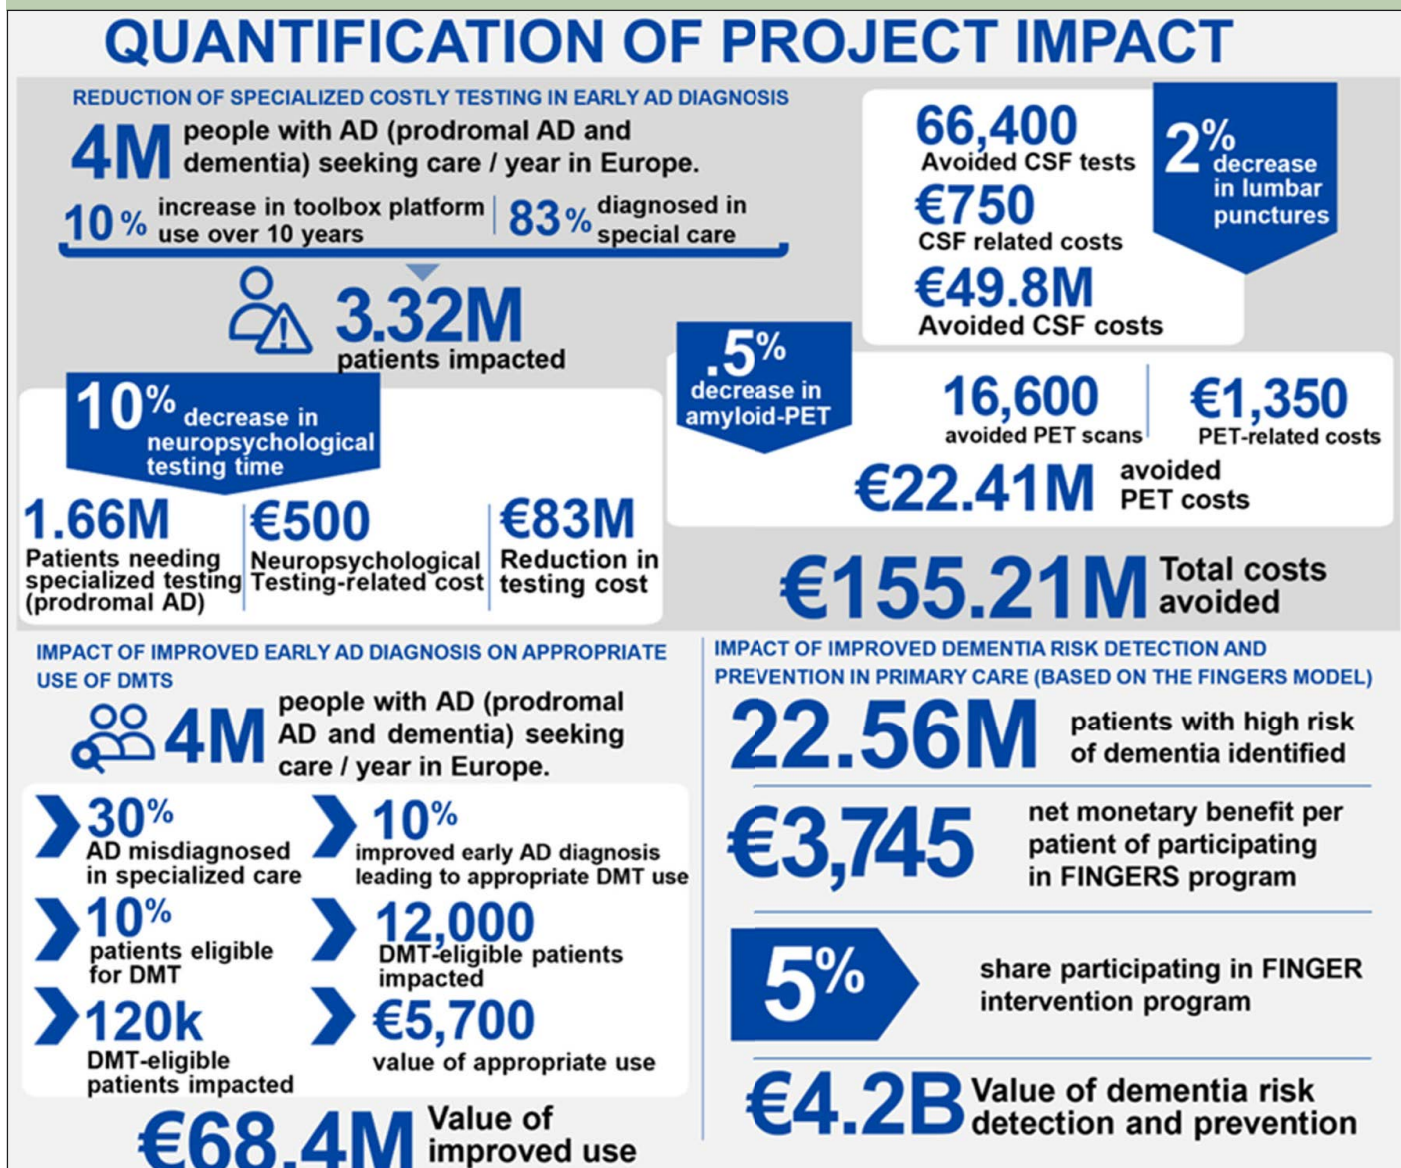 QUANTIFICATION OF PROJECT IMPACT
REDUCTION OF SPECIALIZED COSTLY TESTING IN EARLY AD DIAGNOSIS
4M people with AD (prodromal AD and
dementia) seeking care / year in Europe.
10% increase in toolbox platform
use over 10 years
83% diagnosed in
special care
3.32M
patients impacted
10% decrease in
neuropsychological
testing time
1.66M
Patients needing
specialized testing
(prodromal AD)
€500
Neuropsychological
Testing-related cost
€83M
Reduction in
testing cost
66,400
Avoided CSF tests
€750
CSF related costs
€49.8M
Avoided CSF costs
2%
decrease
in lumbar
punctures
.5%
decrease in
amyloid-PET
16,600
avoided PET scans
€1,350
PET-related costs
€22.41M avoided
PET costs
€155.21M Total costs
avoided
IMPACT OF IMPROVED EARLY AD DIAGNOSIS ON APPROPRIATE
USE OF DMTS
4M people with AD (prodromal
AD and dementia) seeking
care / year in Europe.
30%
AD misdiagnosed
in specialized care
10%
improved early AD diagnosis
leading to appropriate DMT use
10%
patients eligible
for DMT
12,000
DMT-eligible patients
impacted
120k
DMT-eligible
patients impacted
€5,700
value of appropriate use
€68.4M Value of
improved use
IMPACT OF IMPROVED DEMENTIA RISK DETECTION AND
PREVENTION IN PRIMARY CARE (BASED ON THE FINGERS MODEL)
22.56M patients with high risk
of dementia identified
€3,745 net monetary benefit per
patient of participating
in FINGERS program
5% share participating in FINGER
intervention program
€4.2B Value of dementia risk
detection and prevention